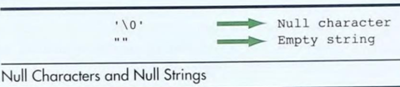 '\0' Null character
"" Empty string
Null Characters and Null Strings